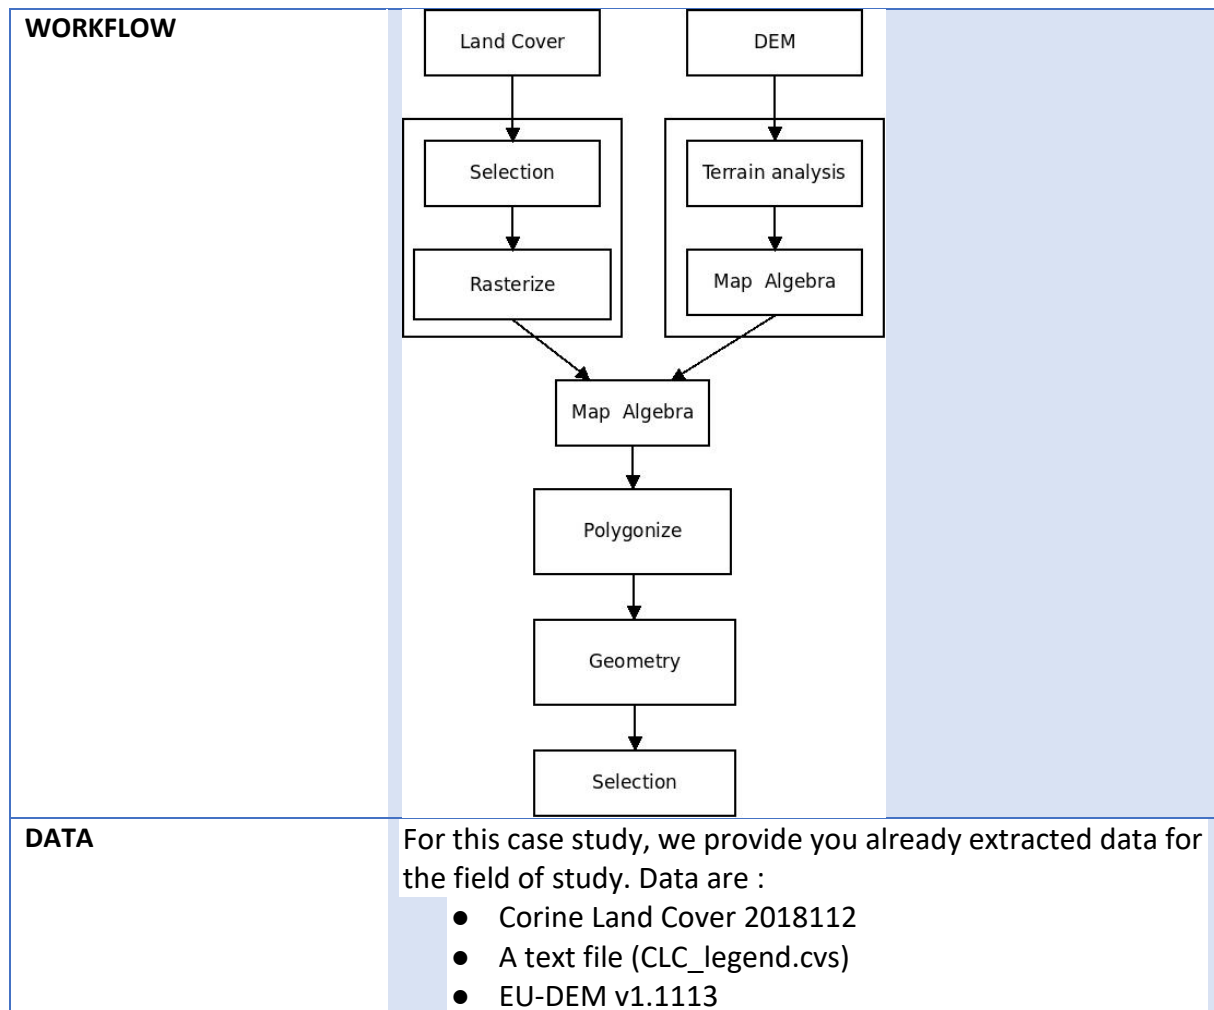 WORKFLOW
Land Cover
DEM
Selection
Terrain analysis
Rasterize
Map Algebra
Map Algebra
Polygonize
Geometry
Selection
DATA
For this case study, we provide you already extracted data for
the field of study. Data are :
● Corine Land Cover 2018112
● A text file (CLC_legend.cvs)
● EU-DEM v1.1113